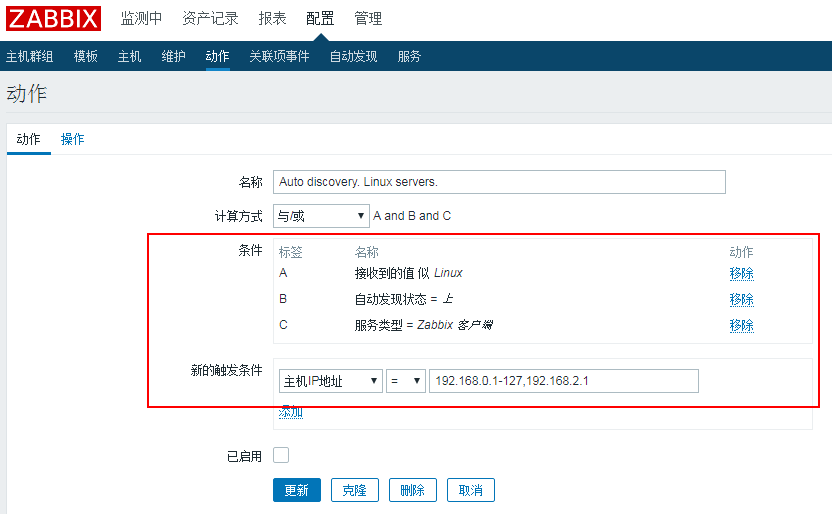 ZABBIX 监测中 资产记录 报表 配置 管理
主机群组 模板 主机 维护 动作 关联项事件 自动发现 服务
动作
动作 操作
名称 Auto discovery. Linux servers.
计算方式 与/或 A and B and C
条件 标签 名称 动作
A 接收到的值 似 Linux 移除
B 自动发现状态 = 上 移除
C 服务类型 = Zabbix 客户端 移除
新的触发条件 主机IP地址 = 192.168.0.1-127,192.168.2.1
添加
已启用
更新 克隆 删除 取消